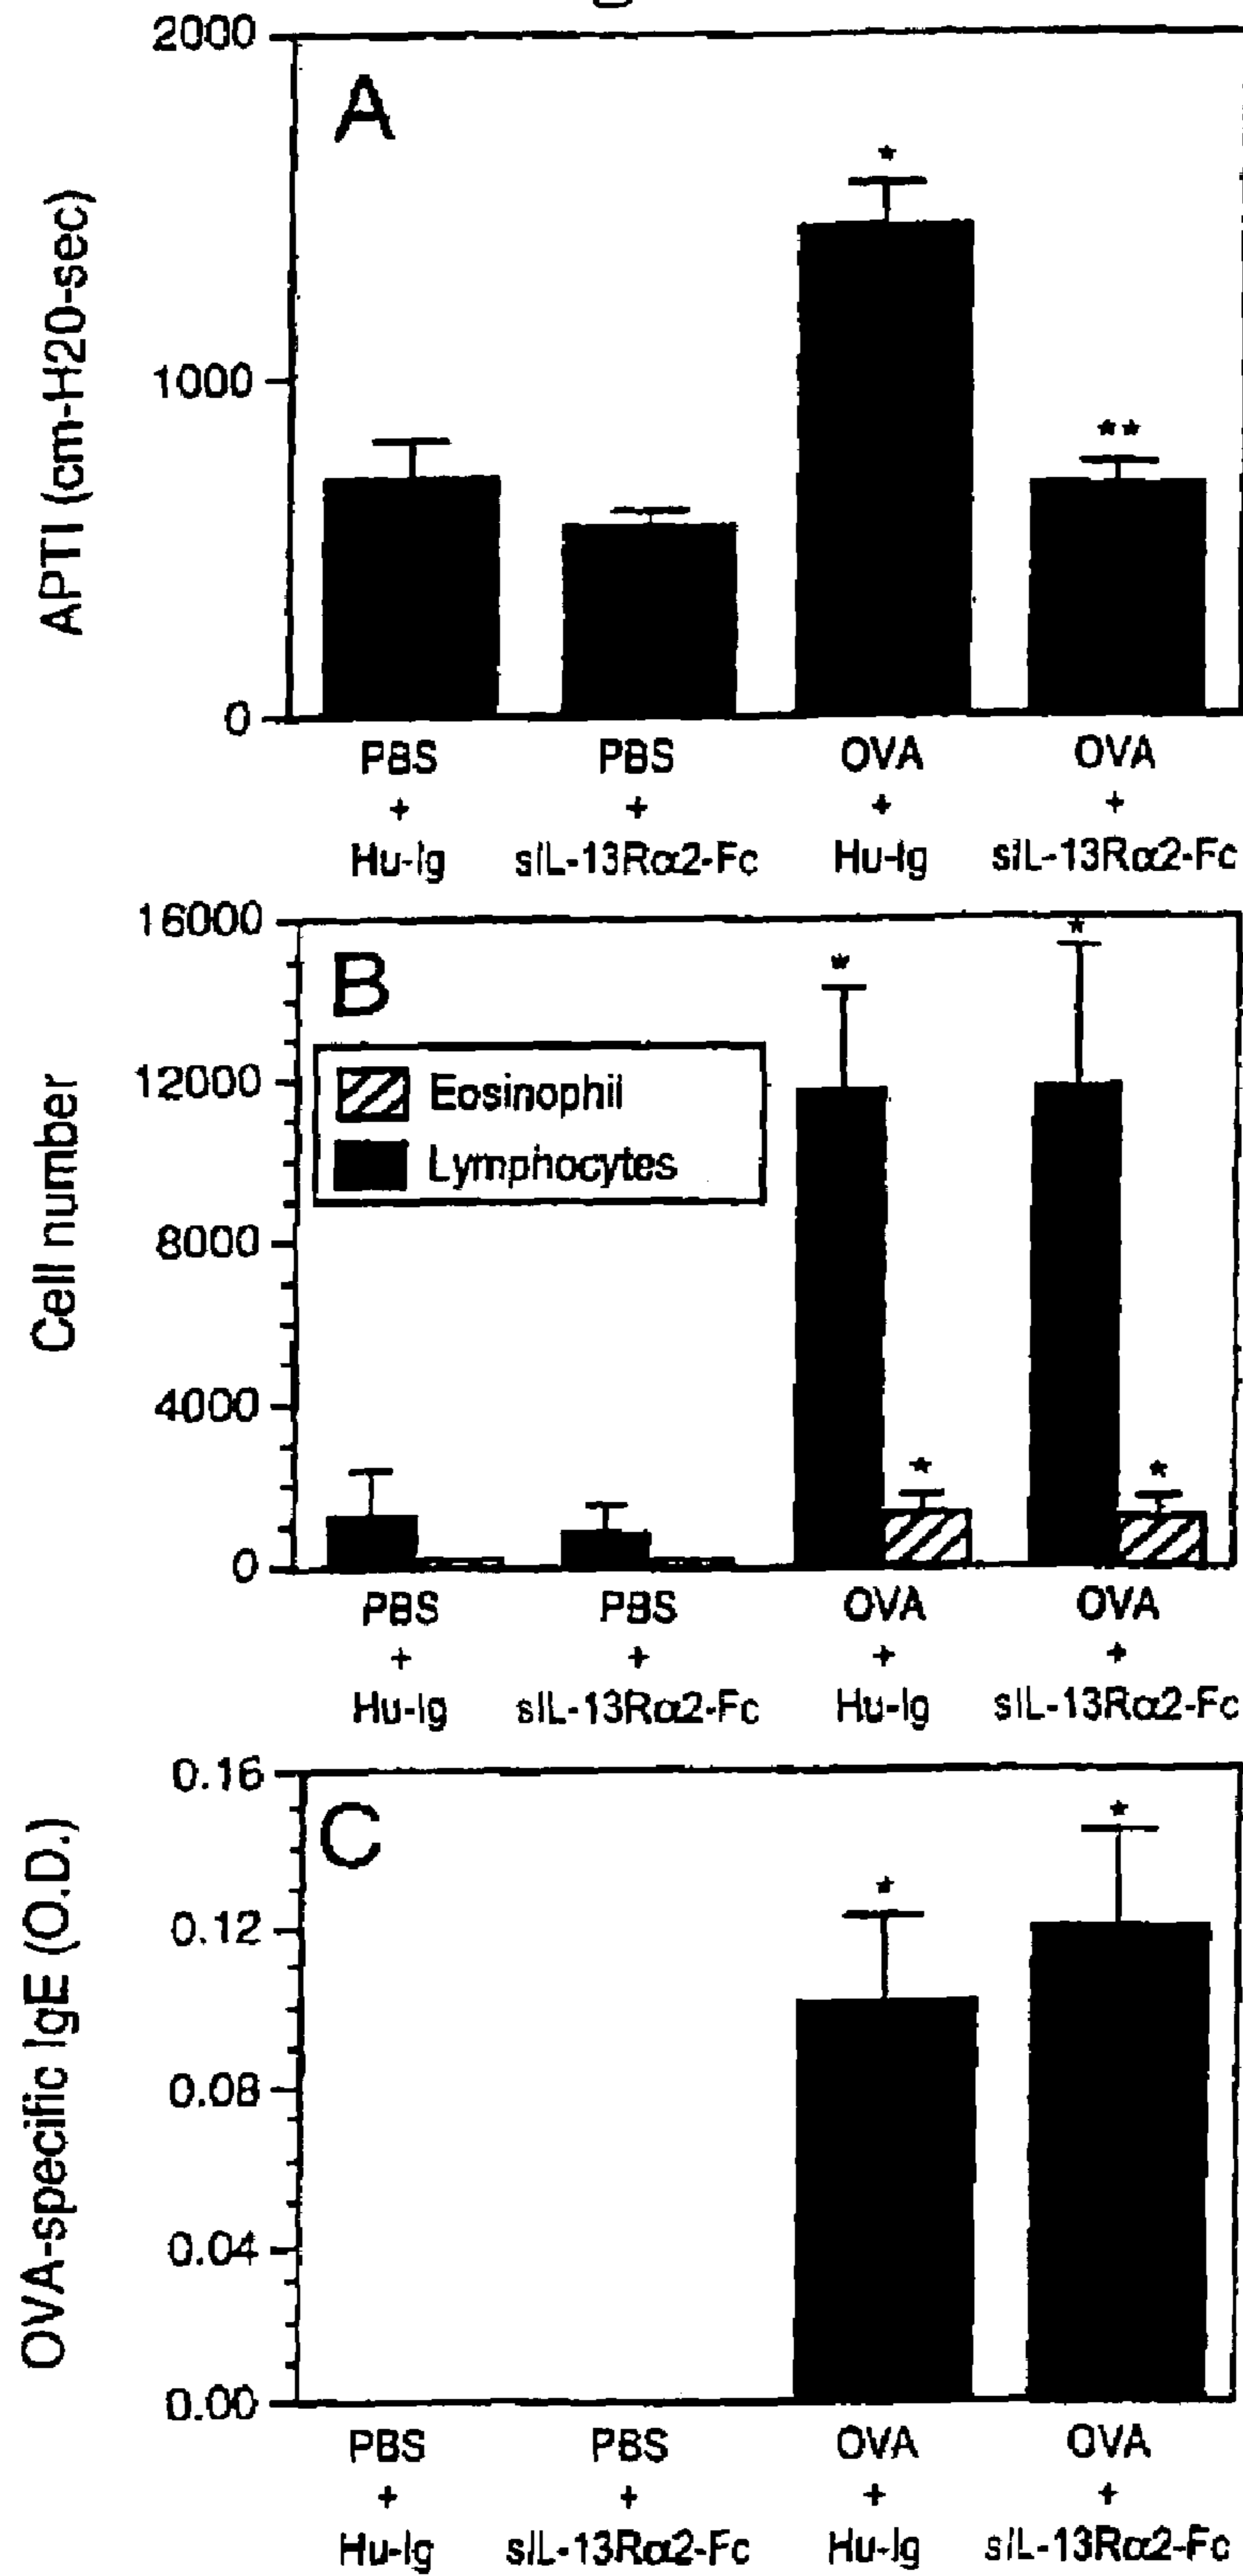 2000
A
APTI (cm-H20-sec)
1000
0
PBS PBS OVA OVA
+ + + +
Hu-Ig sIL-13Rα2-Fc Hu-Ig sIL-13Rα2-Fc
* **
16000
B
Cell number
Eosinophil
Lymphocytes
12000
8000
4000
0
* * * *
PBS PBS OVA OVA
+ + + +
Hu-Ig sIL-13Rα2-Fc Hu-Ig sIL-13Rα2-Fc
0.16
C
OVA-specific IgE (O.D.)
0.12
0.08
0.04
0.00
* *
PBS PBS OVA OVA
+ + + +
Hu-Ig sIL-13Rα2-Fc Hu-Ig sIL-13Rα2-Fc